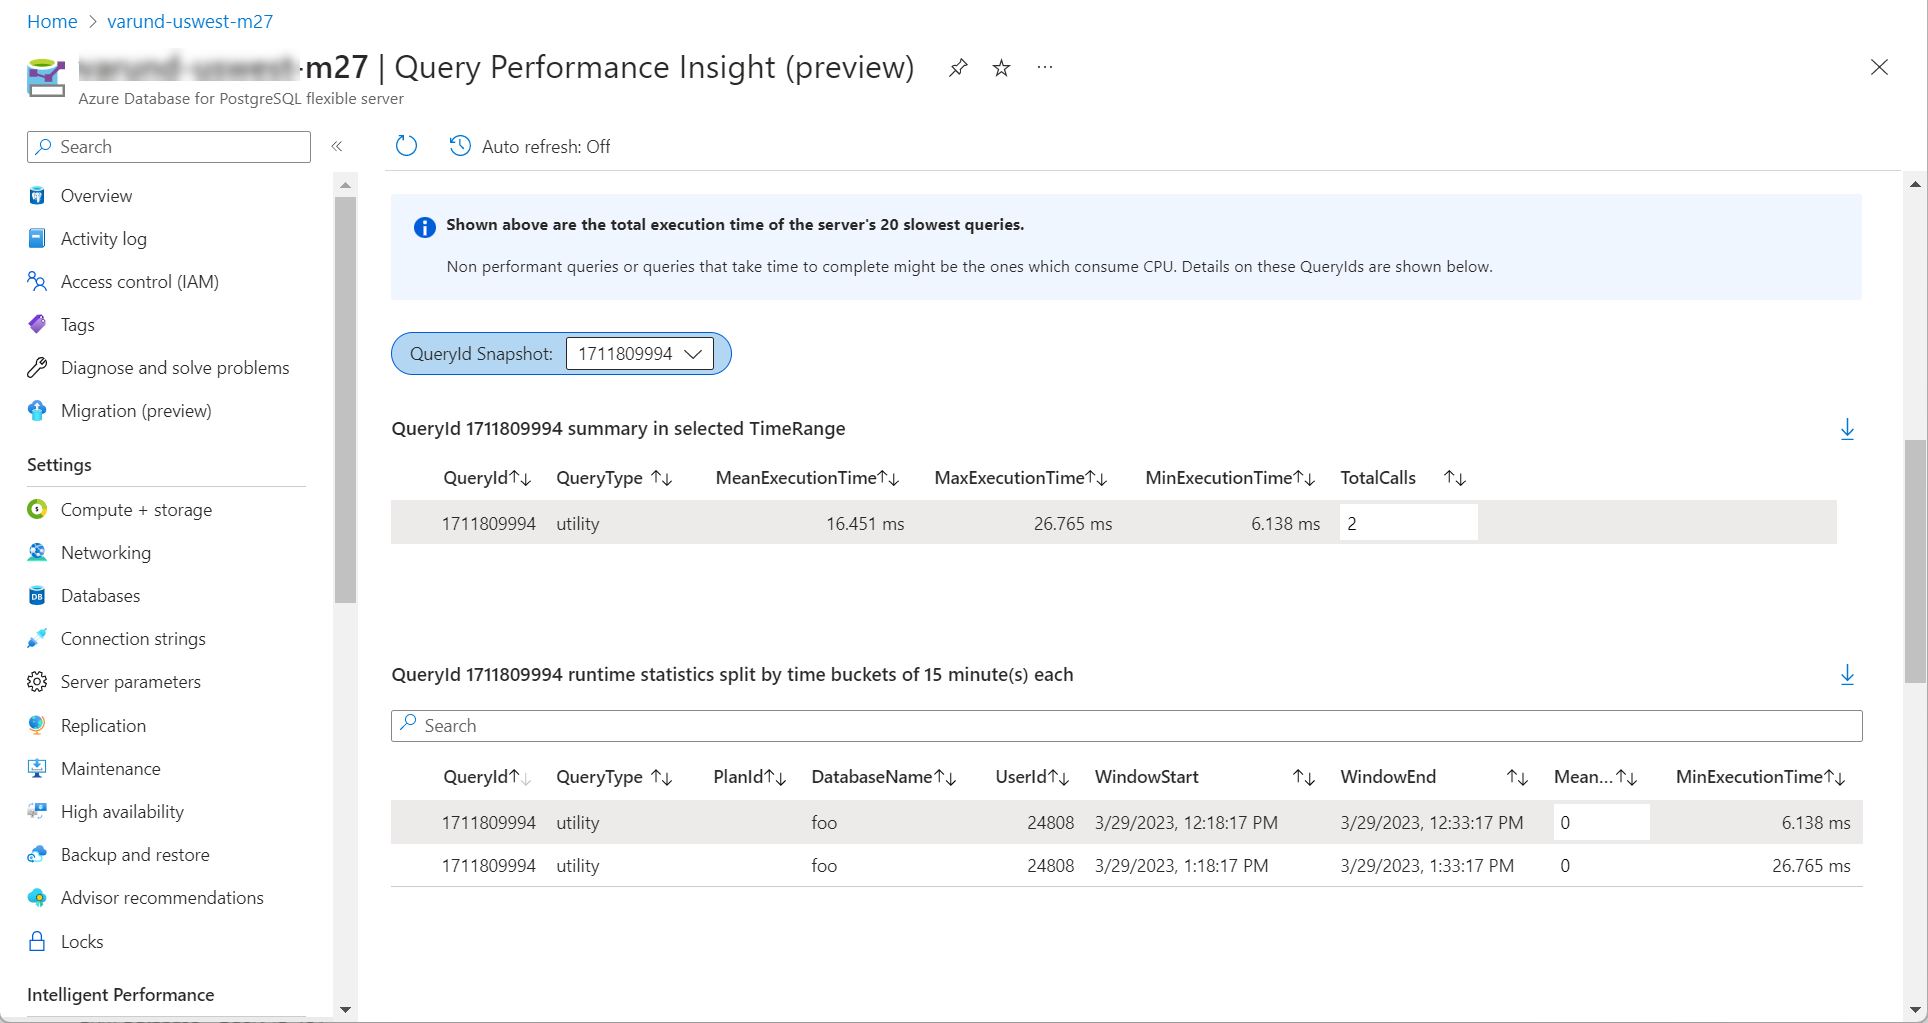 Home > varund-uswest-m27
-m27 | Query Performance Insight (preview)
Azure Database for PostgreSQL flexible server
Search
Auto refresh: Off
Overview
Activity log
Access control (IAM)
Tags
Diagnose and solve problems
Migration (preview)
Settings
Compute + storage
Networking
Databases
Connection strings
Server parameters
Replication
Maintenance
High availability
Backup and restore
Advisor recommendations
Locks
Intelligent Performance
Shown above are the total execution time of the server's 20 slowest queries.
Non performant queries or queries that take time to complete might be the ones which consume CPU. Details on these QueryIds are shown below.
QueryId Snapshot: 1711809994
QueryId 1711809994 summary in selected TimeRange
QueryId↑↓ QueryType ↑↓ MeanExecutionTime↑↓ MaxExecutionTime↑↓ MinExecutionTime↑↓ TotalCalls ↑↓
1711809994 utility 16.451 ms 26.765 ms 6.138 ms 2
QueryId 1711809994 runtime statistics split by time buckets of 15 minute(s) each
Search
QueryId↑↓ QueryType ↑↓ PlanId↑↓ DatabaseName↑↓ UserId↑↓ WindowStart ↑↓ WindowEnd ↑↓ Mean...↑↓ MinExecutionTime↑↓
1711809994 utility foo 24808 3/29/2023, 12:18:17 PM 3/29/2023, 12:33:17 PM 0 6.138 ms
1711809994 utility foo 24808 3/29/2023, 1:18:17 PM 3/29/2023, 1:33:17 PM 0 26.765 ms